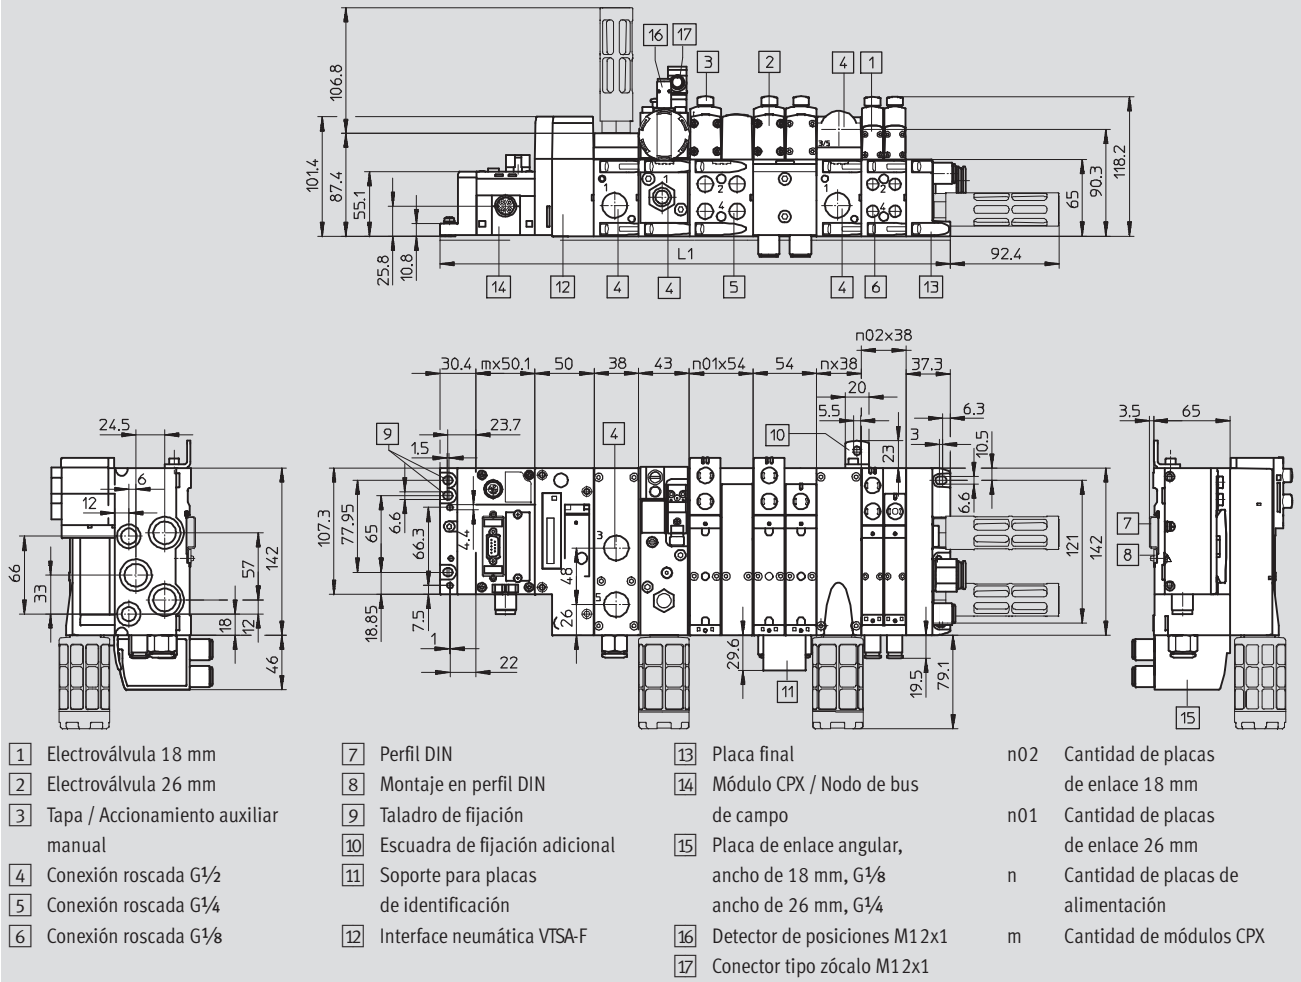 16
17
3
2
4
1
106.8
101.4
87.4
55.1
25.8
10.8
3/5
1
1
2
4
1
2
4
65
90.3
118.2
L1
92.4
14
12
4
4
5
4
6
13
n02x38
30.4
mx50.1
50
38
43
n01x54
54
nx38
37.3
20
24.5
9
23.7
4
10
5.5
6.3
3
10.5
3.5
65
1.5
23
6
12
107.3
77.95
65
6.6
66.3
4.4
3
48
5
26
6.6
121
142
7
8
66
33
142
57
18
12
46
18.85
7.5
1
22
29.6
11
19.5
79.1
15
1 Electroválvula 18 mm
2 Electroválvula 26 mm
3 Tapa / Accionamiento auxiliar
manual
4 Conexión roscada G½
5 Conexión roscada G¼
6 Conexión roscada G⅛
7 Perfil DIN
8 Montaje en perfil DIN
9 Taladro de fijación
10 Escuadra de fijación adicional
11 Soporte para placas
de identificación
12 Interface neumática VTSA-F
13 Placa final
14 Módulo CPX / Nodo de bus
de campo
15 Placa de enlace angular,
ancho de 18 mm, G⅛
ancho de 26 mm, G¼
16 Detector de posiciones M12x1
17 Conector tipo zócalo M12x1
n02 Cantidad de placas
de enlace 18 mm
n01 Cantidad de placas
de enlace 26 mm
n Cantidad de placas de
alimentación
m Cantidad de módulos CPX